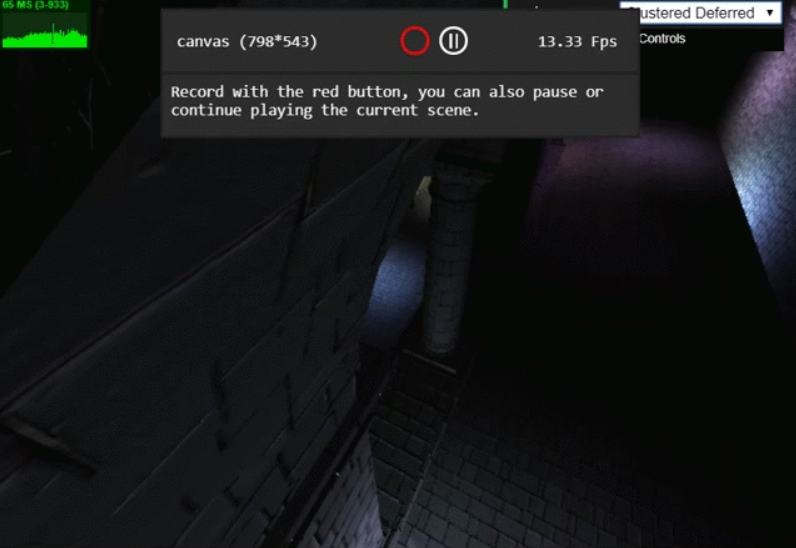 65 MS (3-933)
canvas (798*543)
13.33 Fps
ustered Deferred
Controls
Record with the red button, you can also pause or
continue playing the current scene.